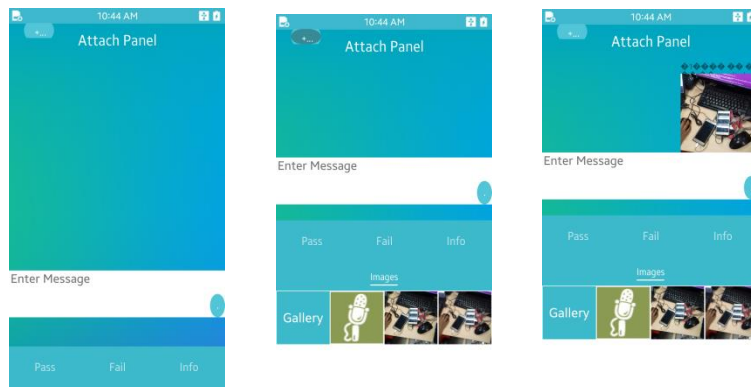 10:44 AM
+...
Attach Panel
Enter Message
Pass Fail Info
10:44 AM
+...
Attach Panel
Enter Message
Pass Fail Info
Images
Gallery
10:44 AM
+...
Attach Panel
Enter Message
Pass Fail Info
Images
Gallery